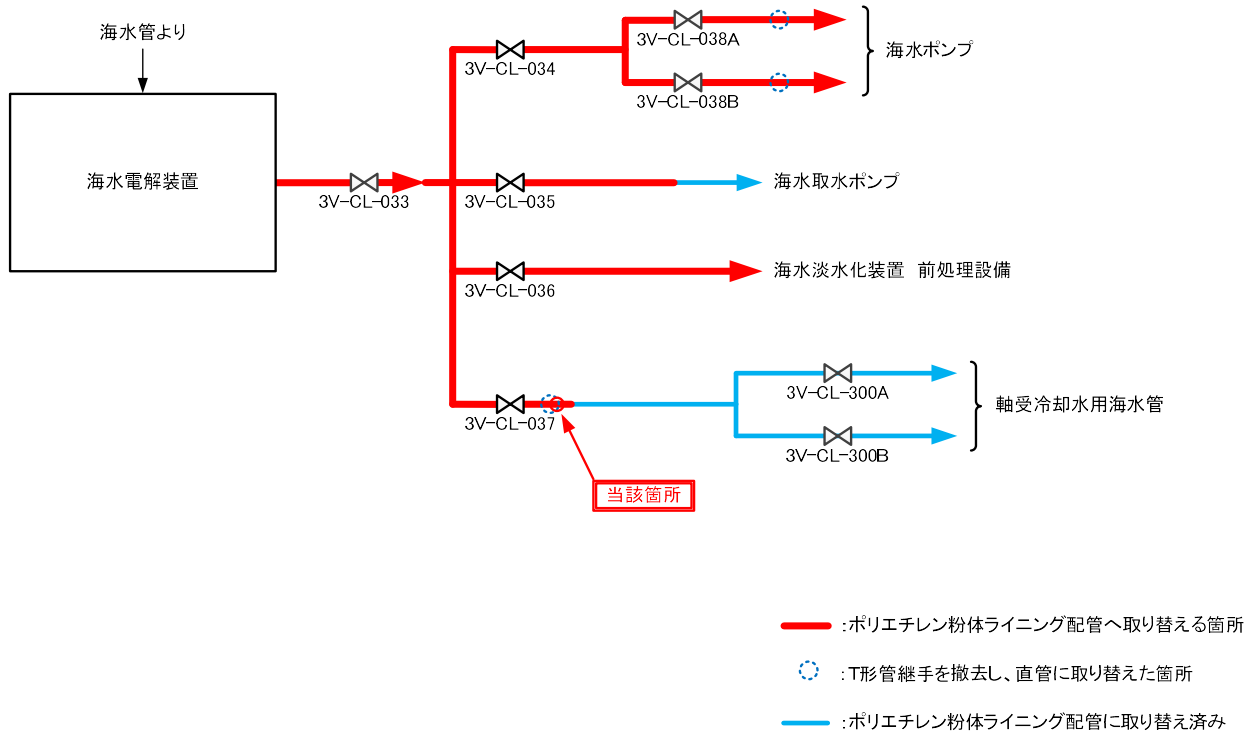 海水管より
海水電解装置
3V-CL-033
3V-CL-034
3V-CL-038A
3V-CL-038B
海水ポンプ
3V-CL-035
海水取水ポンプ
3V-CL-036
海水淡水化装置 前処理設備
3V-CL-037
3V-CL-300A
3V-CL-300B
軸受冷却水用海水管
当該箇所
:ポリエチレン粉体ライニング配管へ取り替える箇所
:T形管継手を撤去し、直管に取り替えた箇所
:ポリエチレン粉体ライニング配管に取り替え済み